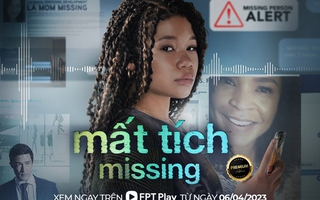 LA MOM MISSING
MISSING PERSON
ALERT
mất tích
missing
PREMIUM
XEM NGAY TRÊN FPT Play TỪ NGÀY 06/04/2023